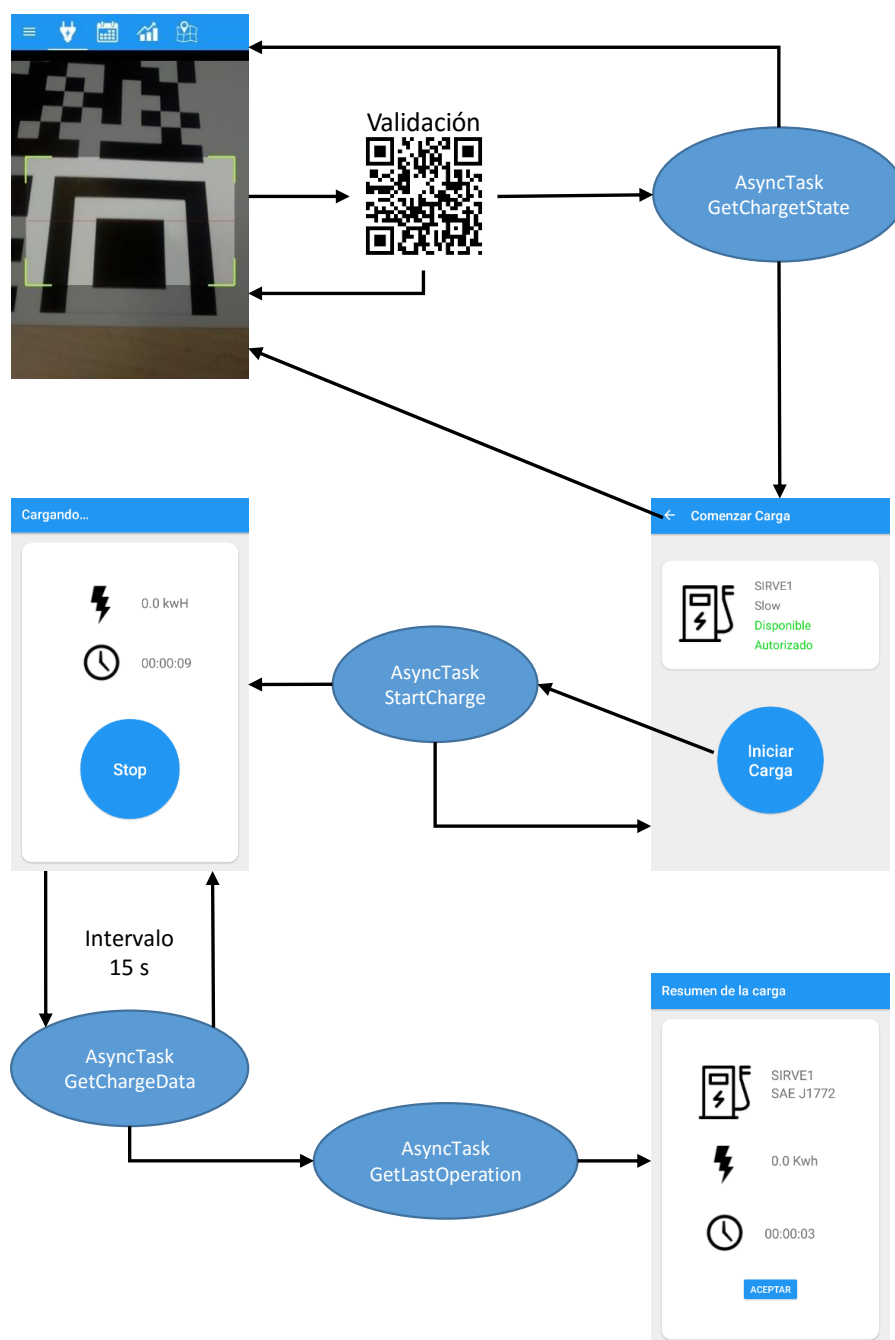 Validación
AsyncTask
GetChargetState
Cargando...
0.0 kwH
00:00:09
Stop
AsyncTask
StartCharge
Comenzar Carga
SIRVE1
Slow
Disponible
Autorizado
Iniciar
Carga
Intervalo
15 s
AsyncTask
GetChargeData
AsyncTask
GetLastOperation
Resumen de la carga
SIRVE1
SAE J1772
0.0 Kwh
00:00:03
ACEPTAR